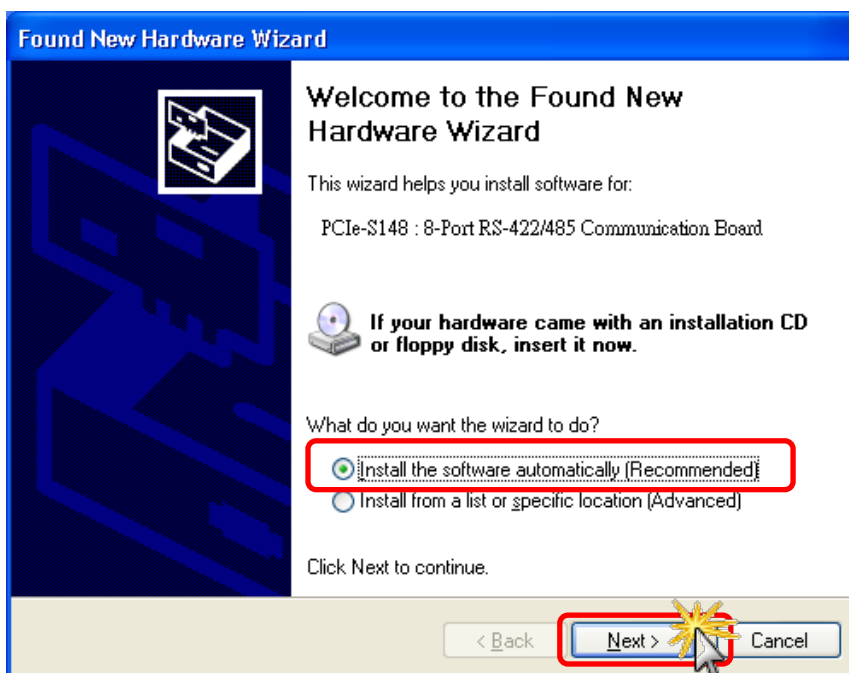 Found New Hardware Wizard
Welcome to the Found New
Hardware Wizard
This wizard helps you install software for:
PCIe-S148 : 8-Port RS-422/485 Communication Board
If your hardware came with an installation CD
or floppy disk, insert it now.
What do you want the wizard to do?
Install the software automatically (Recommended)
Install from a list or specific location (Advanced)
Click Next to continue.
< Back Next > Cancel